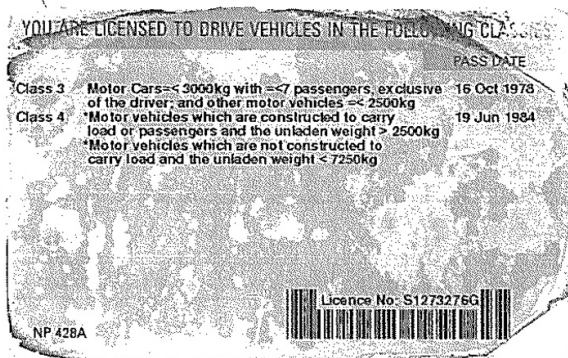 YOU ARE LICENSED TO DRIVE VEHICLES IN THE FOLLOWING CLASSES
PASS DATE
Class 3 Motor Cars=< 3000kg with =<7 passengers, exclusive 16 Oct 1978
of the driver; and other motor vehicles =< 2500kg
Class 4 *Motor vehicles which are constructed to carry 19 Jun 1984
load or passengers and the unladen weight > 2500kg
*Motor vehicles which are not constructed to
carry load and the unladen weight < 7250kg
Licence No: S1273276G
NP 428A